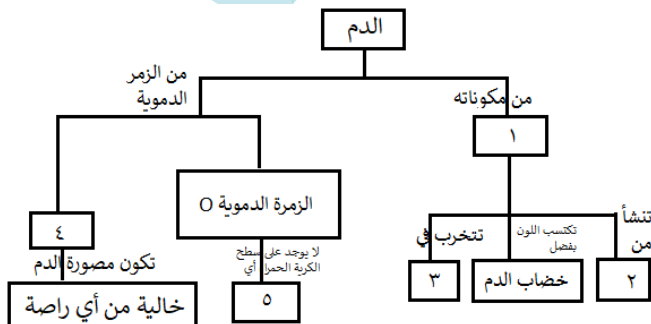 الدم
من مكوناته
من الزمر
الدموية
١
الزمرة الدموية O
٤
تنشأ
من
تكتسب اللون
بفضل
تتخرب في
لا يوجد على سطح
الكرية الحمراء أي
تكون مصورة الدم
٢
خضاب الدم
٣
٥
خالية من أي راصة